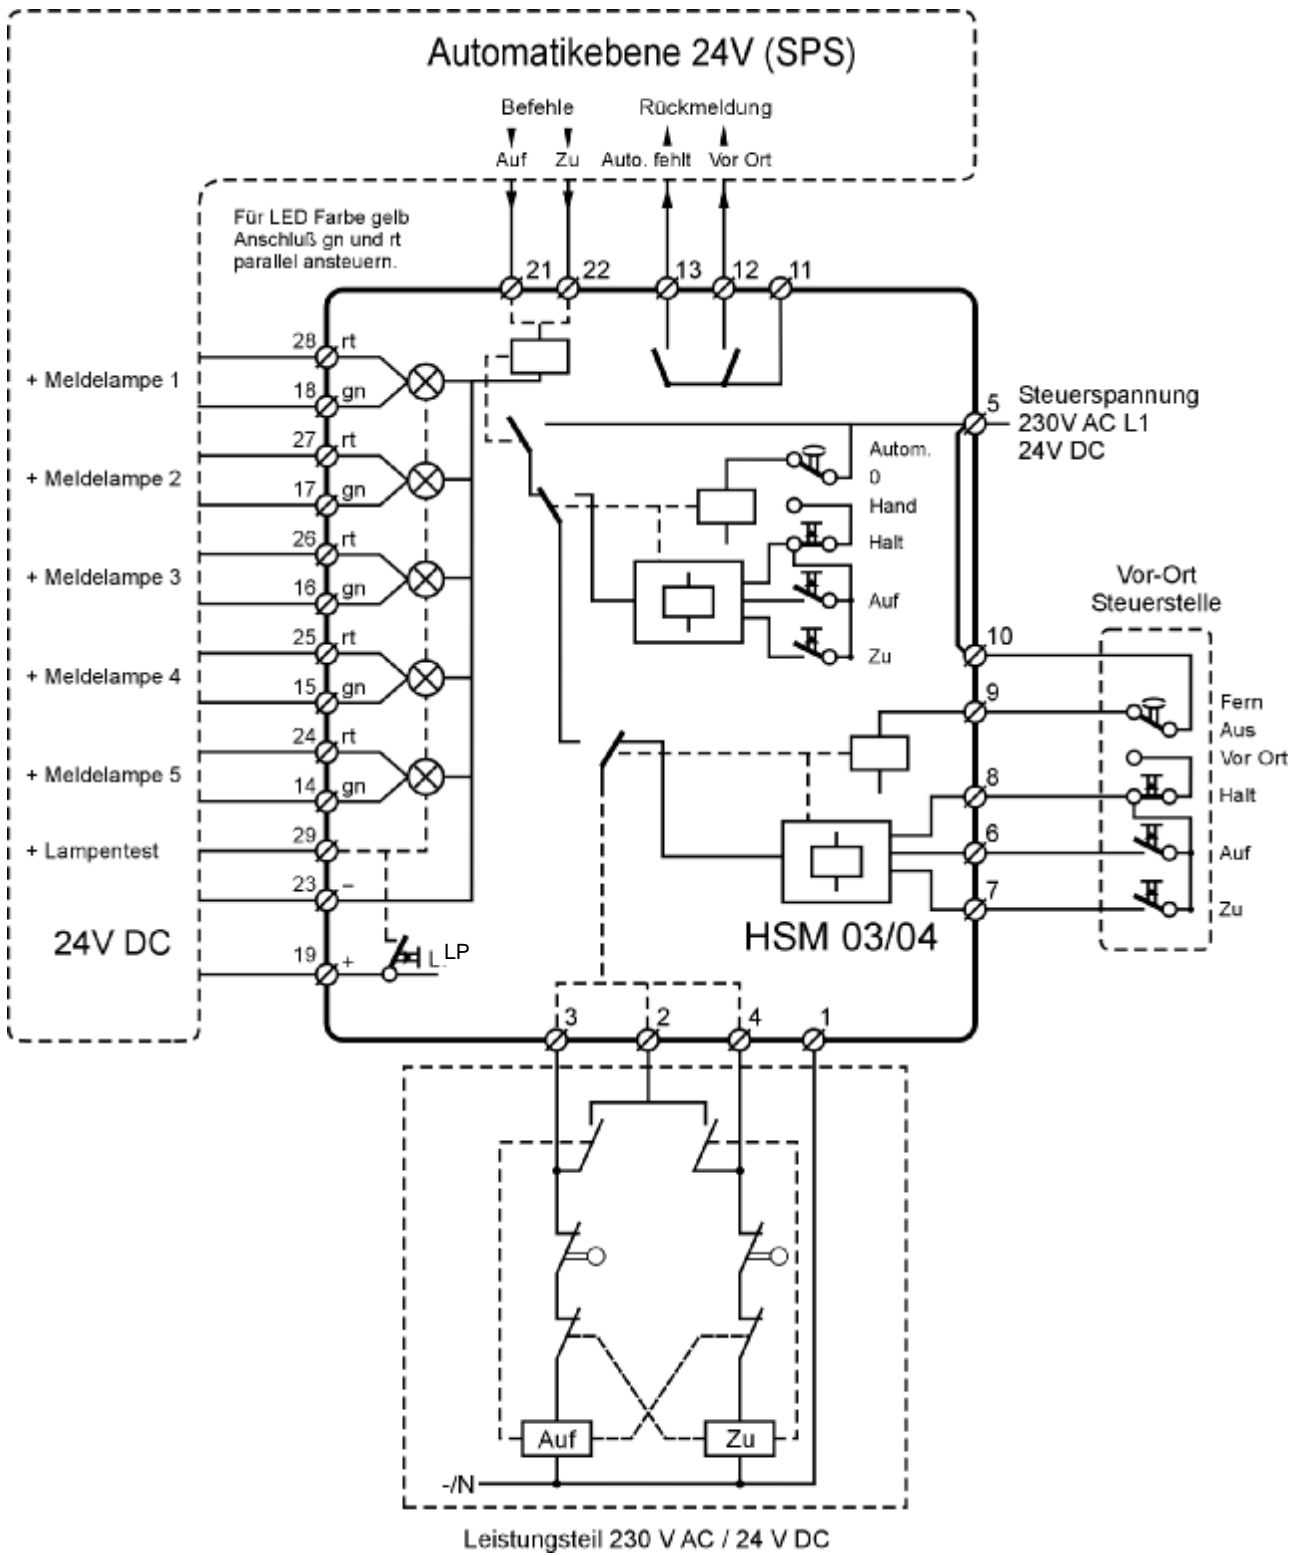 Automatikebene 24V (SPS)
Befehle Rückmeldung
Auf Zu Auto. fehlt Vor Ort
Für LED Farbe gelb
Anschluß gn und rt
parallel ansteuern.
21 22 13 12 11
28 rt
+ Meldelampe 1
18 gn
27 rt
+ Meldelampe 2
17 gn
26 rt
+ Meldelampe 3
16 gn
25 rt
+ Meldelampe 4
15 gn
24 rt
+ Meldelampe 5
14 gn
29
+ Lampentest
23 −
24V DC
19 +
LP
5
Steuerspannung
230V AC L1
24V DC
Autom.
0
Hand
Halt
Auf
Zu
10
9
8
6
7
Vor-Ort
Steuerstelle
Fern
Aus
Vor Ort
Halt
Auf
Zu
HSM 03/04
3 2 4 1
Auf Zu
-/N
Leistungsteil 230 V AC / 24 V DC